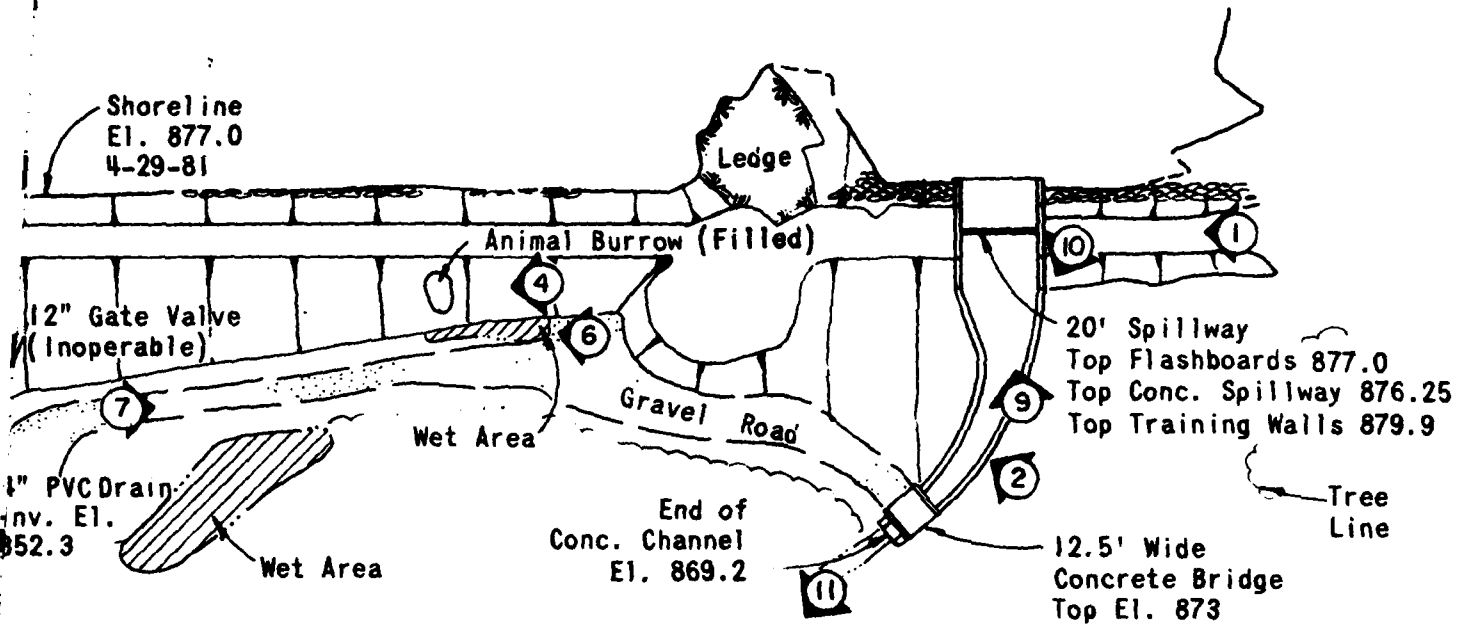 Shoreline
El. 877.0
4-29-81
Ledge
Animal Burrow (Filled)
1
10
4
12" Gate Valve
(Inoperable)
6
20' Spillway
Top Flashboards 877.0
Top Conc. Spillway 876.25
Top Training Walls 879.9
7
9
Gravel Road
Wet Area
2
4" PVC Drain
Inv. El.
852.3
Wet Area
End of
Conc. Channel
El. 869.2
Tree
Line
11
12.5' Wide
Concrete Bridge
Top El. 873